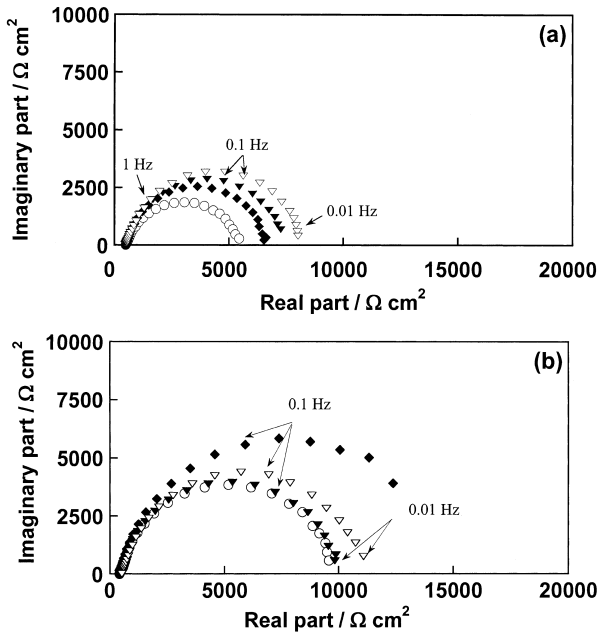 (a)
10000
7500
5000
2500
0
Imaginary part / Ω cm²
1 Hz
0.1 Hz
0.01 Hz
0 5000 10000 15000 20000
Real part / Ω cm²
(b)
10000
7500
5000
2500
0
Imaginary part / Ω cm²
0.1 Hz
0.01 Hz
0 5000 10000 15000 20000
Real part / Ω cm²